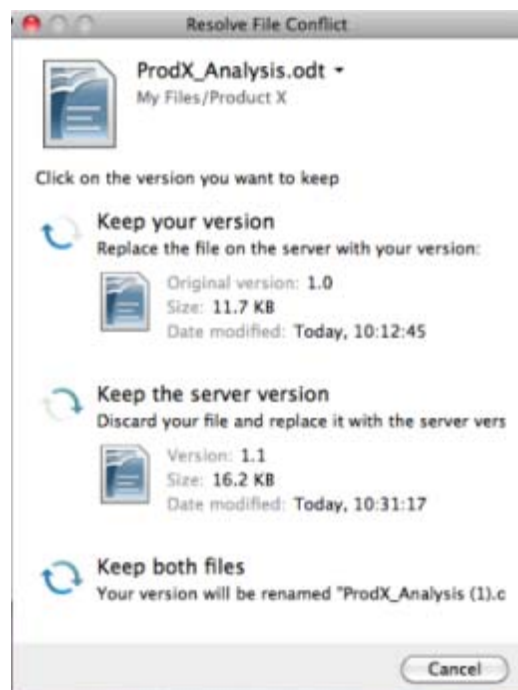 Resolve File Conflict
ProdX_Analysis.odt
My Files/Product X
Click on the version you want to keep
Keep your version
Replace the file on the server with your version:
Original version: 1.0
Size: 11.7 KB
Date modified: Today, 10:12:45
Keep the server version
Discard your file and replace it with the server vers
Version: 1.1
Size: 16.2 KB
Date modified: Today, 10:31:17
Keep both files
Your version will be renamed "ProdX_Analysis (1).c
Cancel